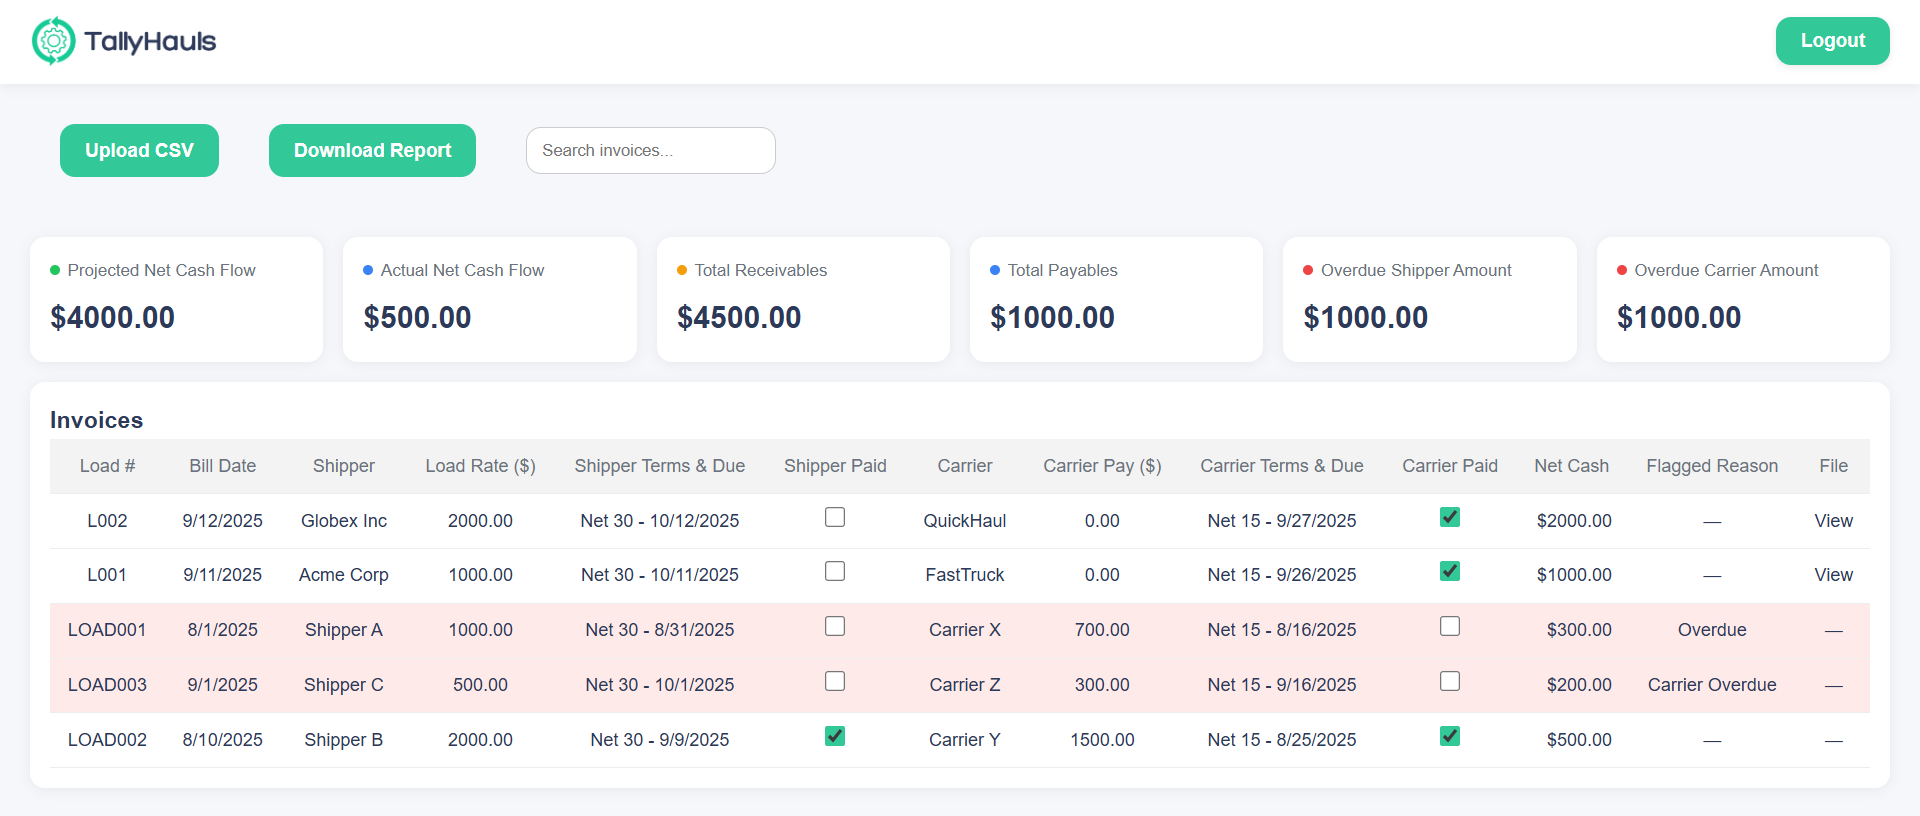 TallyHauls
Logout
Upload CSV Download Report Search invoices...
Projected Net Cash Flow Actual Net Cash Flow Total Receivables Total Payables Overdue Shipper Amount Overdue Carrier Amount
$4000.00 $500.00 $4500.00 $1000.00 $1000.00 $1000.00
Invoices
Load # Bill Date Shipper Load Rate ($) Shipper Terms & Due Shipper Paid Carrier Carrier Pay ($) Carrier Terms & Due Carrier Paid Net Cash Flagged Reason File
L002 9/12/2025 Globex Inc 2000.00 Net 30 - 10/12/2025 QuickHaul 0.00 Net 15 - 9/27/2025 $2000.00 — View
L001 9/11/2025 Acme Corp 1000.00 Net 30 - 10/11/2025 FastTruck 0.00 Net 15 - 9/26/2025 $1000.00 — View
LOAD001 8/1/2025 Shipper A 1000.00 Net 30 - 8/31/2025 Carrier X 700.00 Net 15 - 8/16/2025 $300.00 Overdue —
LOAD003 9/1/2025 Shipper C 500.00 Net 30 - 10/1/2025 Carrier Z 300.00 Net 15 - 9/16/2025 $200.00 Carrier Overdue —
LOAD002 8/10/2025 Shipper B 2000.00 Net 30 - 9/9/2025 Carrier Y 1500.00 Net 15 - 8/25/2025 $500.00 — —